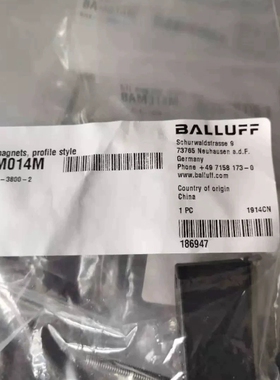 magnets, profile style
M014M
-3800-2
BALLUFF
Schurwaldstrasse 9
73765 Neuhausen a.d.F.
Germany
Phone +49 7158 173-0
www.balluff.com
Country of origin
China
1 PC 1914CN
186947